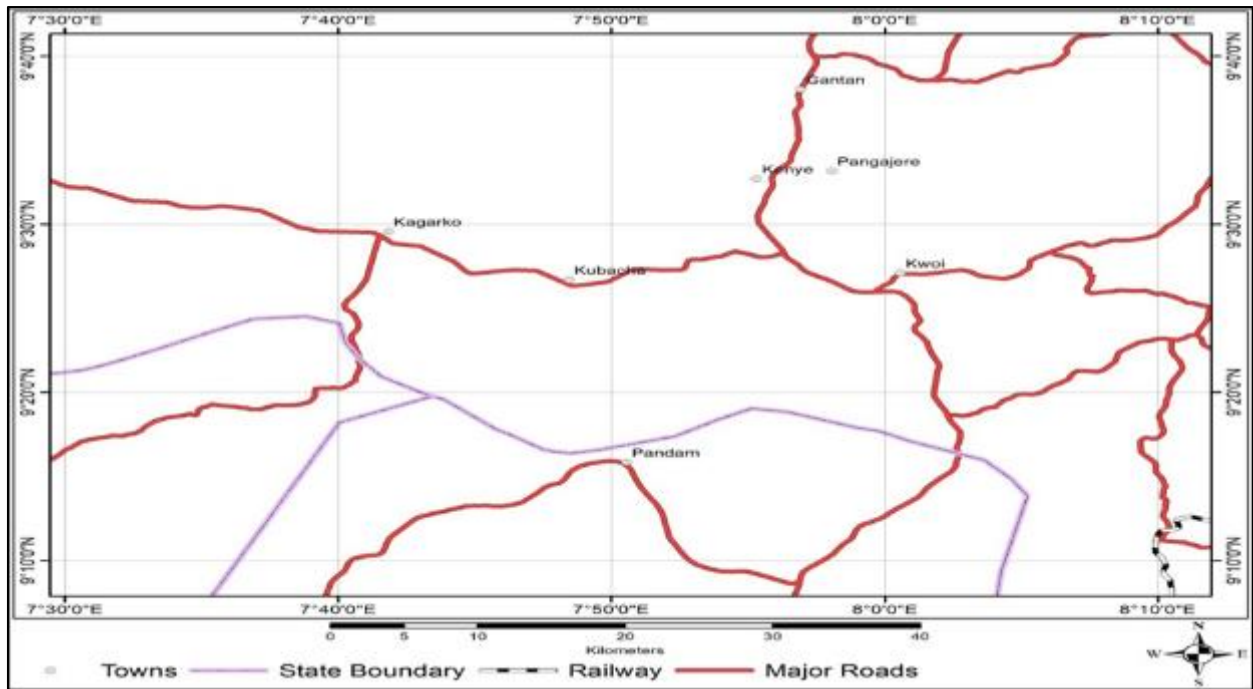 7°30'0"E 7°40'0"E 7°50'0"E 8°0'0"E 8°10'0"E
9°40'0"N 9°40'0"N
Gantan
Kenye Pangajere
9°30'0"N Kagarko 9°30'0"N
Kubacha Kwoi
9°20'0"N 9°20'0"N
Pandam
9°10'0"N 9°10'0"N
7°30'0"E 7°40'0"E 7°50'0"E 8°0'0"E 8°10'0"E
0 5 10 20 30 40
Kilometers
Towns State Boundary Railway Major Roads
N
W E
S